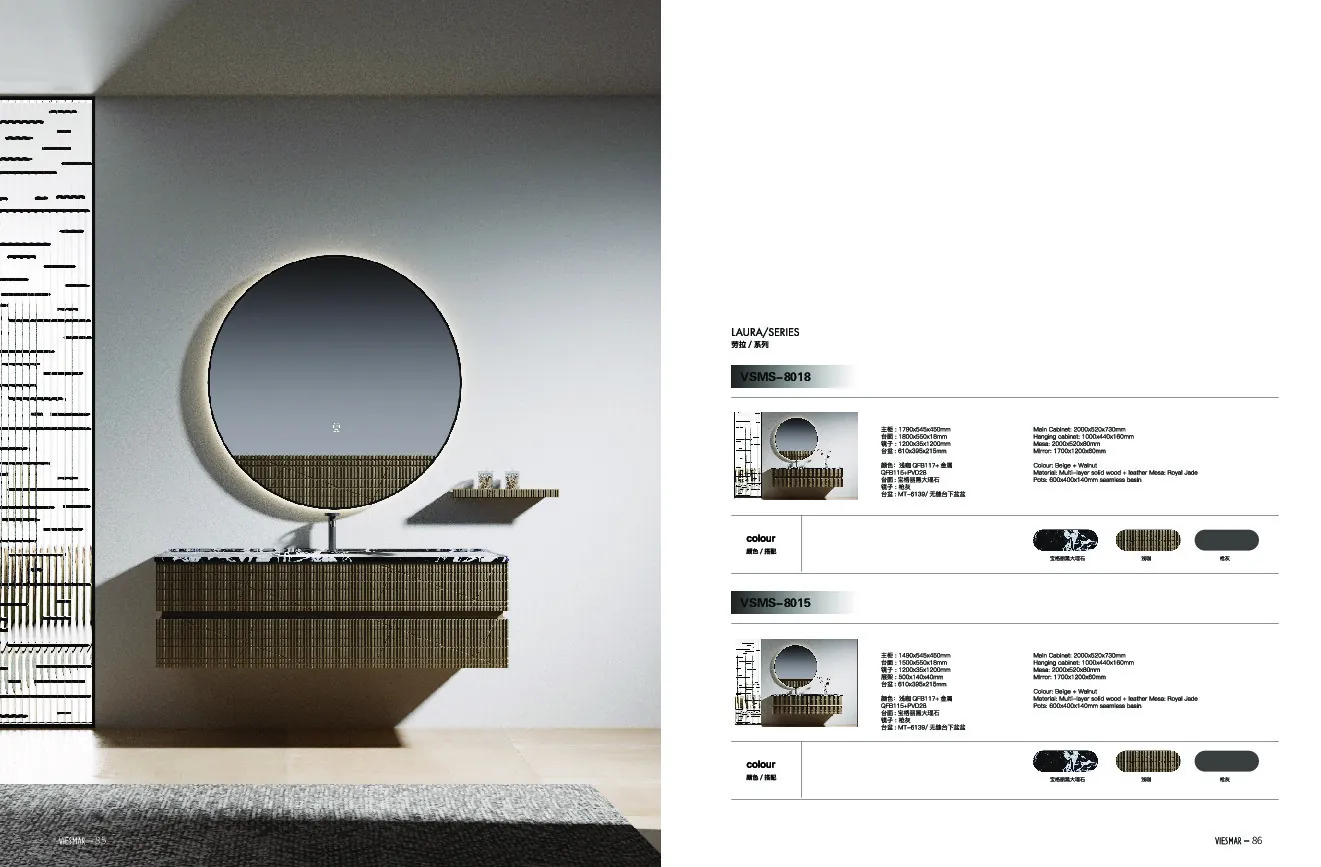 VIESMAR — 85
LAURA/SERIES
劳拉 / 系列
VSMS-8018
主柜 : 1790x545x450mm
台面 : 1800x550x18mm
镜子 : 1200x35x1200mm
台盆 : 610x395x215mm
颜色: 浅咖 QFB117+ 金属
QFB115+PVD28
台面 : 宝格丽黑大理石
镜子 : 枪灰
台盆 : MT-6139/ 无缝台下盆盆
Main Cabinet: 2000x520x730mm
Hanging cabinet: 1000x440x160mm
Mesa: 2000x520x80mm
Mirror: 1700x1200x60mm
Colour: Beige + Walnut
Material: Multi-layer solid wood + leather Mesa: Royal Jade
Pots: 600x400x140mm seamless basin
colour
颜色 / 搭配
宝格丽黑大理石
浅咖
枪灰
VSMS-8015
主柜 : 1490x545x450mm
台面 : 1500x550x18mm
镜子 : 1200x35x1200mm
层架 : 500x140x40mm
台盆 : 610x395x215mm
颜色: 浅咖 QFB117+ 金属
QFB115+PVD28
台面 : 宝格丽黑大理石
镜子 : 枪灰
台盆 : MT-6139/ 无缝台下盆盆
Main Cabinet: 2000x520x730mm
Hanging cabinet: 1000x440x160mm
Mesa: 2000x520x80mm
Mirror: 1700x1200x60mm
Colour: Beige + Walnut
Material: Multi-layer solid wood + leather Mesa: Royal Jade
Pots: 600x400x140mm seamless basin
colour
颜色 / 搭配
宝格丽黑大理石
浅咖
枪灰
VIESMAR — 86